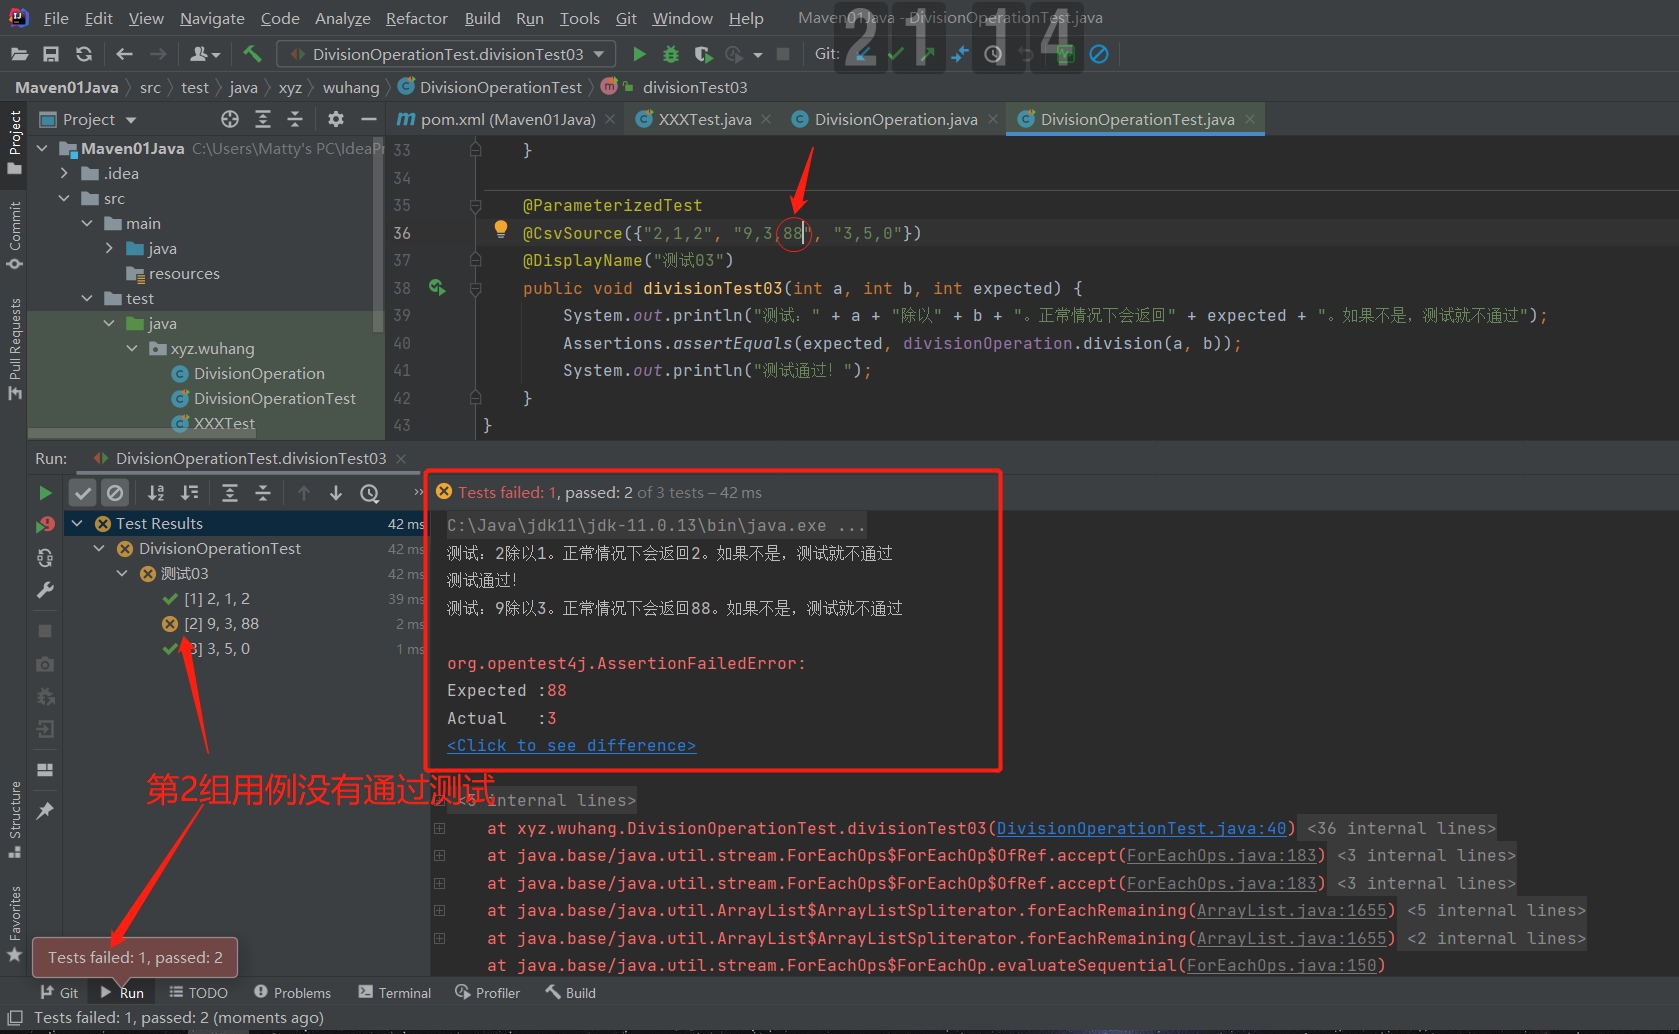 File Edit View Navigate Code Analyze Refactor Build Run Tools Git Window Help Maven01Java - DivisionOperationTest.java
21 14
DivisionOperationTest.divisionTest03 Git:
Maven01Java src test java xyz wuhang DivisionOperationTest divisionTest03
Project
pom.xml (Maven01Java) XXXTest.java DivisionOperation.java DivisionOperationTest.java
Maven01Java C:\Users\Matty's PC\IdeaPr
.idea
src
main
java
resources
test
java
xyz.wuhang
DivisionOperation
DivisionOperationTest
XXXTest
Project
Commit
Pull Requests
Structure
Favorites
33 }
34
35 @ParameterizedTest
36 @CsvSource({"2,1,2", "9,3,88", "3,5,0"})
37 @DisplayName("测试03")
38 public void divisionTest03(int a, int b, int expected) {
39 System.out.println("测试：" + a + "除以" + b + "。正常情况下会返回" + expected + "。如果不是，测试就不通过");
40 Assertions.assertEquals(expected, divisionOperation.division(a, b));
41 System.out.println("测试通过！");
42 }
43 }
Run: DivisionOperationTest.divisionTest03
Tests failed: 1, passed: 2 of 3 tests – 42 ms
Test Results 42 ms
DivisionOperationTest 42 ms
测试03 42 ms
[1] 2, 1, 2 39 ms
[2] 9, 3, 88 2 ms
[3] 3, 5, 0 1 ms
第2组用例没有通过测试
C:\Java\jdk11\jdk-11.0.13\bin\java.exe ...
测试：2除以1。正常情况下会返回2。如果不是，测试就不通过
测试通过！
测试：9除以3。正常情况下会返回88。如果不是，测试就不通过
org.opentest4j.AssertionFailedError:
Expected :88
Actual :3
<Click to see difference>
internal lines>
at xyz.wuhang.DivisionOperationTest.divisionTest03(DivisionOperationTest.java:40) <36 internal lines>
at java.base/java.util.stream.ForEachOps$ForEachOp$OfRef.accept(ForEachOps.java:183) <3 internal lines>
at java.base/java.util.stream.ForEachOps$ForEachOp$OfRef.accept(ForEachOps.java:183) <3 internal lines>
at java.base/java.util.ArrayList$ArrayListSpliterator.forEachRemaining(ArrayList.java:1655) <5 internal lines>
at java.base/java.util.ArrayList$ArrayListSpliterator.forEachRemaining(ArrayList.java:1655) <2 internal lines>
at java.base/java.util.stream.ForEachOps$ForEachOp.evaluateSequential(ForEachOps.java:150)
Tests failed: 1, passed: 2
Git Run TODO Problems Terminal Profiler Build
Tests failed: 1, passed: 2 (moments ago)